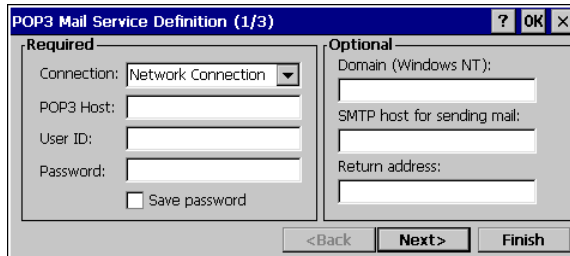 POP3 Mail Service Definition (1/3) ? OK ×
Required
Connection: Network Connection
POP3 Host:
User ID:
Password:
Save password
Optional
Domain (Windows NT):
SMTP host for sending mail:
Return address:
<Back Next> Finish